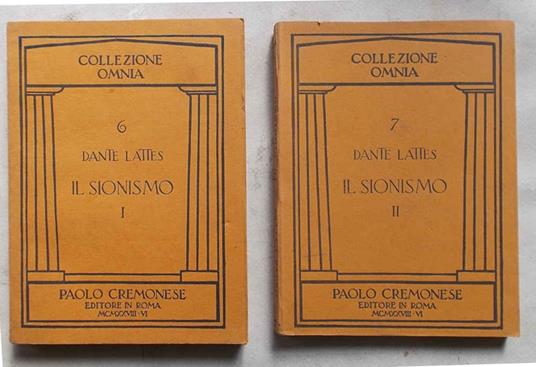 COLLEZIONE
OMNIA
6
DANTE LATTES
IL SIONISMO
I
PAOLO CREMONESE
EDITORE IN ROMA
MCMXXVIII·VI
COLLEZIONE
OMNIA
7
DANTE LATTES
IL SIONISMO
II
PAOLO CREMONESE
EDITORE IN ROMA
MCMXXVIII·VI